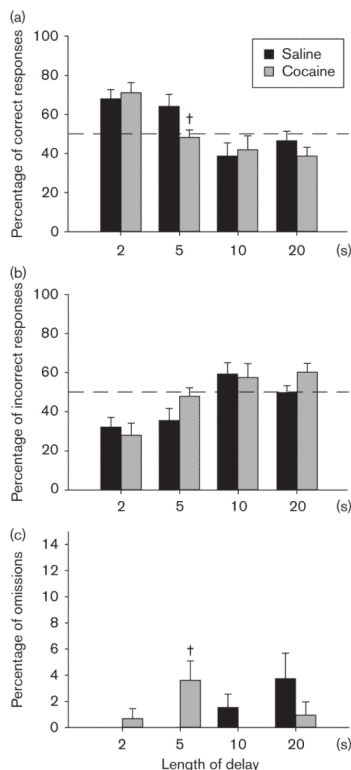 (a)
100
80
60
40
20
0
Percentage of correct responses
Saline
Cocaine
†
2 5 10 20 (s)
(b)
100
80
60
40
20
0
Percentage of incorrect responses
2 5 10 20 (s)
(c)
14
12
10
8
6
4
2
0
Percentage of omissions
†
2 5 10 20 (s)
Length of delay